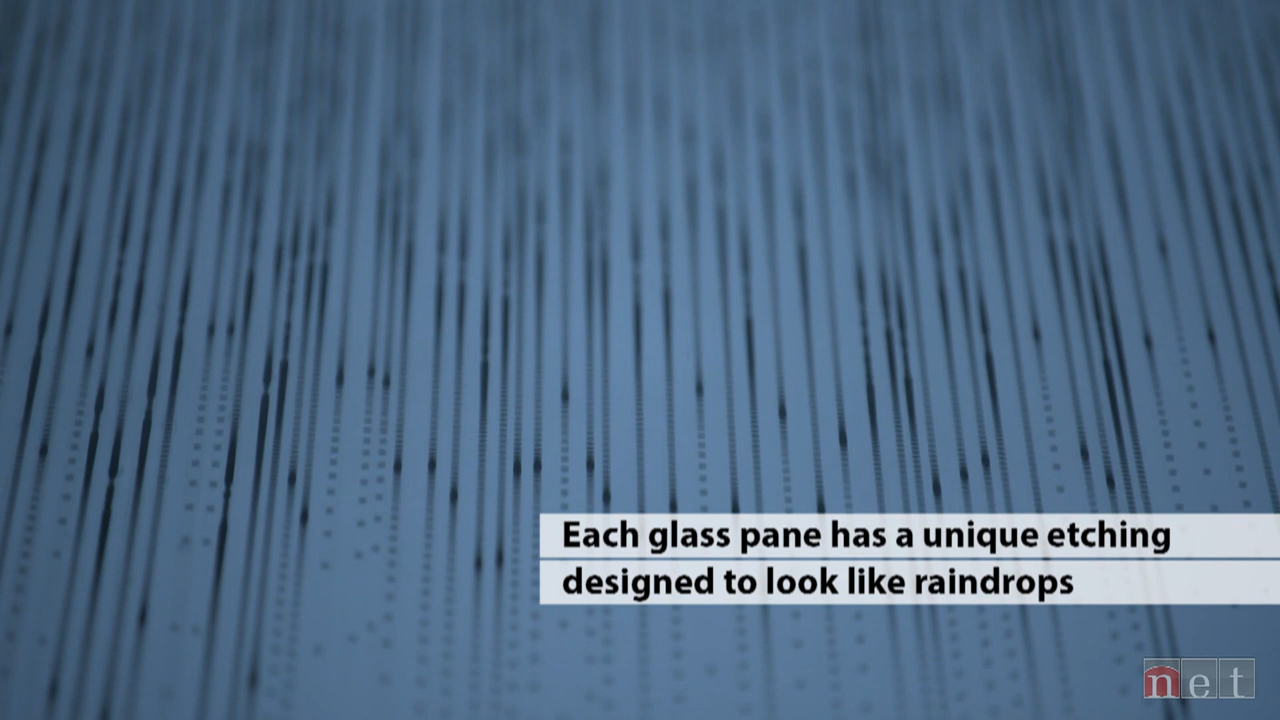 Each glass pane has a unique etching
designed to look like raindrops
net